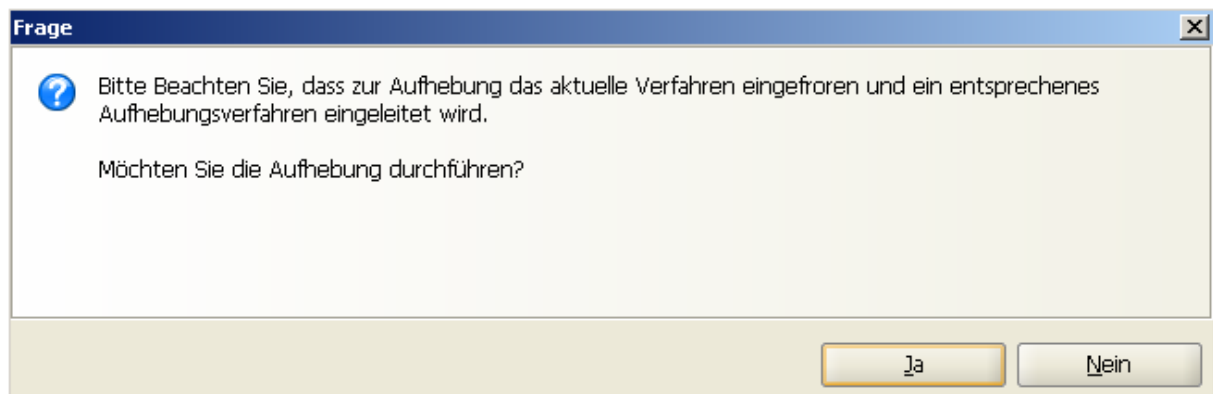 Frage
Bitte Beachten Sie, dass zur Aufhebung das aktuelle Verfahren eingefroren und ein entsprechenes
Aufhebungsverfahren eingeleitet wird.
Möchten Sie die Aufhebung durchführen?
Ja
Nein